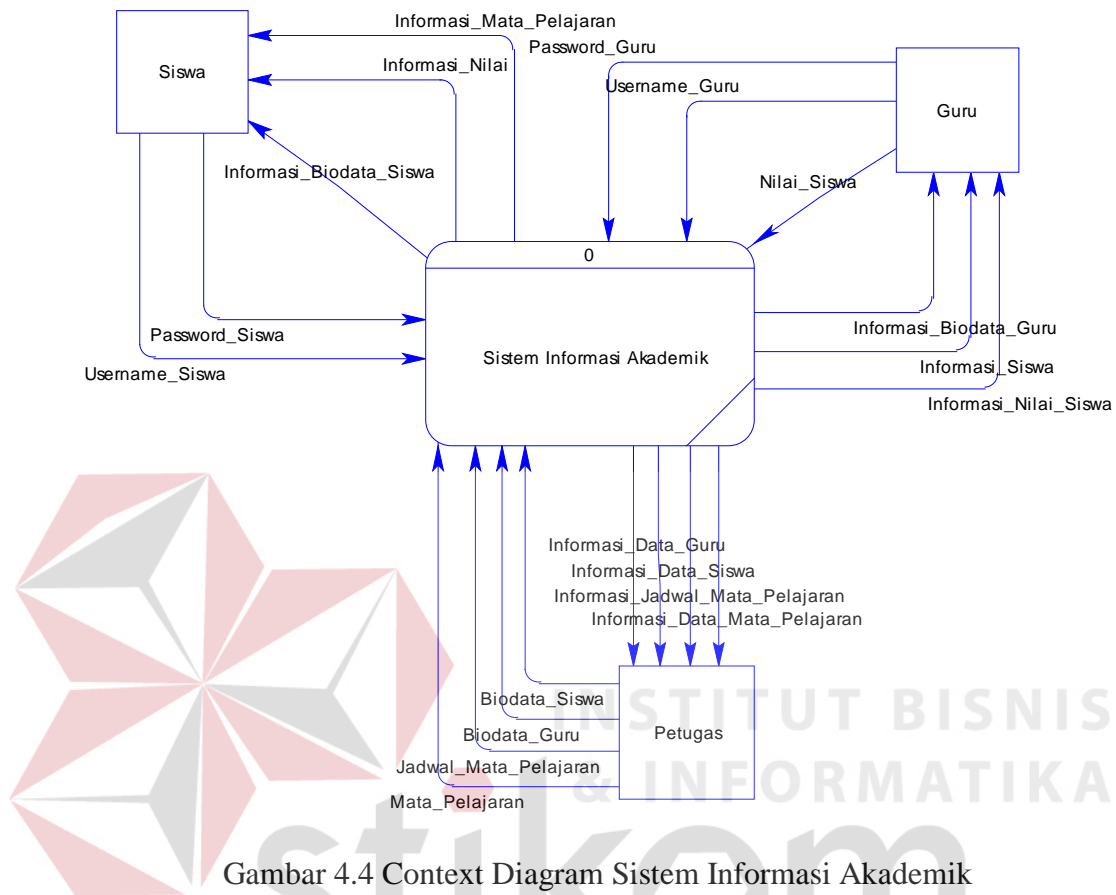 Informasi_Mata_Pelajaran
Password_Guru
Siswa
Informasi_Nilai
Username_Guru
Guru
Informasi_Biodata_Siswa
Nilai_Siswa
0
Password_Siswa
Informasi_Biodata_Guru
Sistem Informasi Akademik
Username_Siswa
Informasi_Siswa
Informasi_Nilai_Siswa
Informasi_Data_Guru
Informasi_Data_Siswa
Informasi_Jadwal_Mata_Pelajaran
Informasi_Data_Mata_Pelajaran
Biodata_Siswa
INSTITUT BISNIS
Biodata_Guru
Petugas
Jadwal_Mata_Pelajaran
& INFORMATIKA
Mata_Pelajaran
stikom
Gambar 4.4 Context Diagram Sistem Informasi Akademik